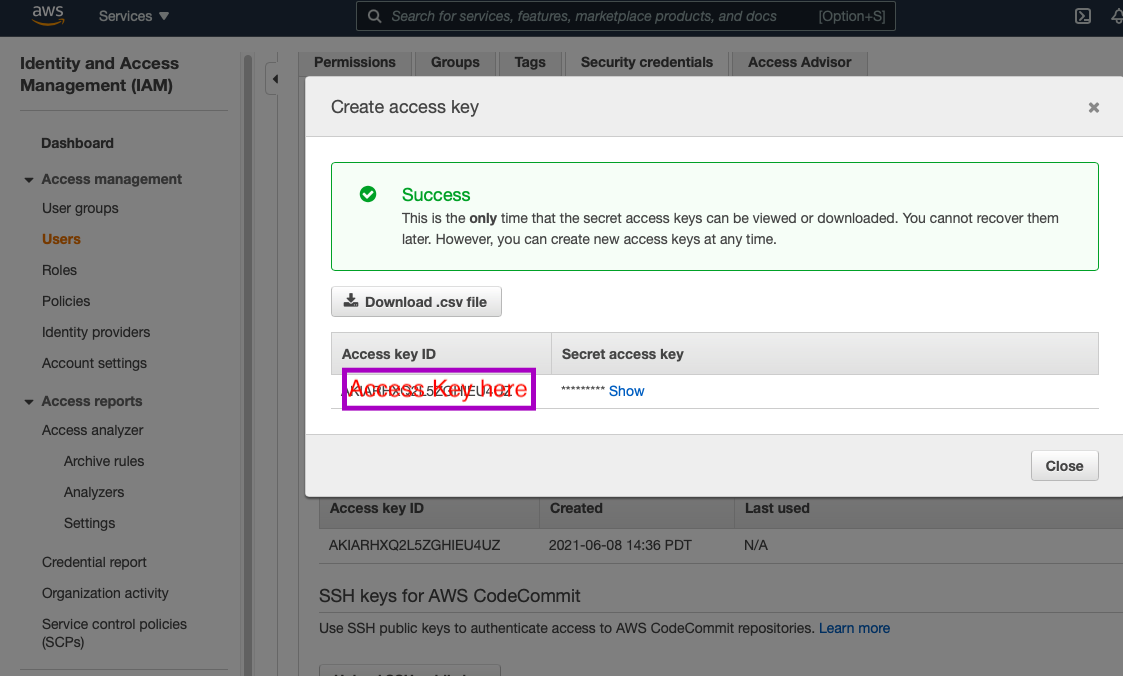 aws Services Search for services, features, marketplace products, and docs [Option+S]
Identity and Access
Management (IAM)
Dashboard
Access management
User groups
Users
Roles
Policies
Identity providers
Account settings
Access reports
Access analyzer
Archive rules
Analyzers
Settings
Credential report
Organization activity
Service control policies
(SCPs)
Permissions Groups Tags Security credentials Access Advisor
Create access key
Success
This is the only time that the secret access keys can be viewed or downloaded. You cannot recover them
later. However, you can create new access keys at any time.
Download .csv file
Access key ID Secret access key
Access Key here ********* Show
Close
Access key ID Created Last used
AKIARHXQ2L5ZGHIEU4UZ 2021-06-08 14:36 PDT N/A
SSH keys for AWS CodeCommit
Use SSH public keys to authenticate access to AWS CodeCommit repositories. Learn more